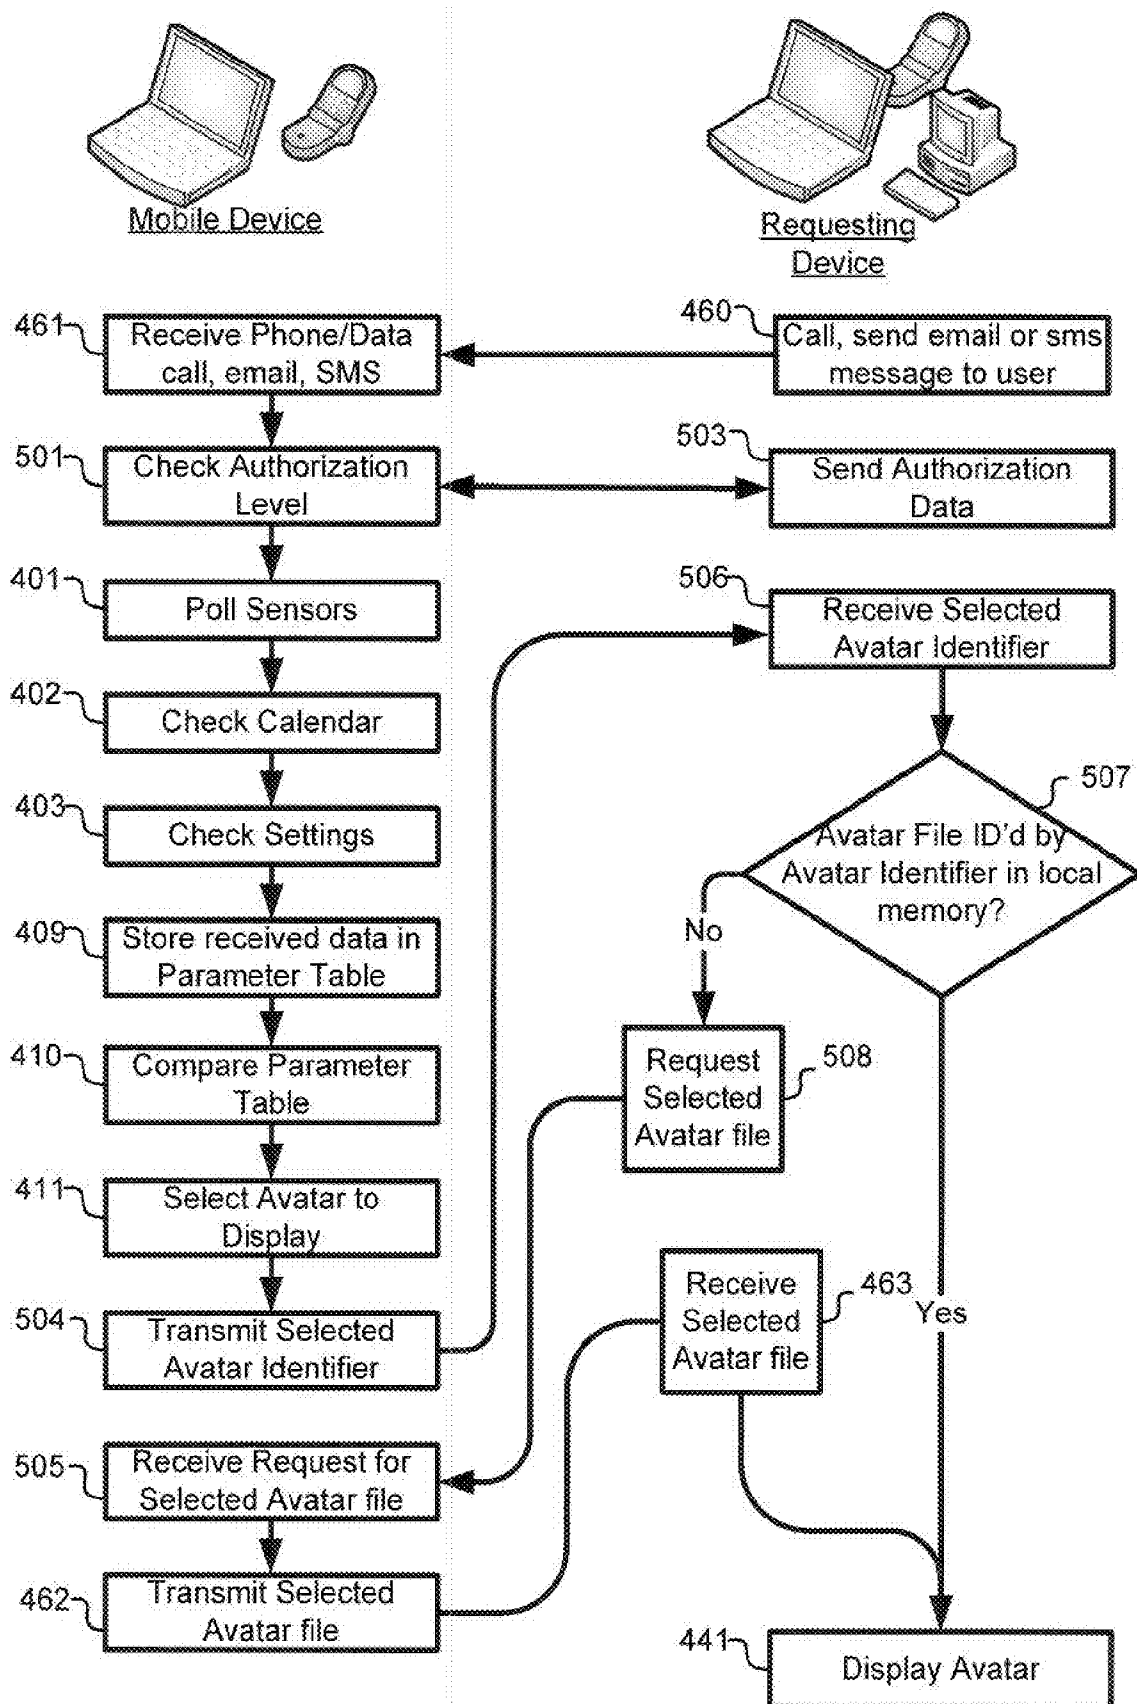 Mobile Device
Requesting
Device
461
Receive Phone/Data
call, email, SMS
460
Call, send email or sms
message to user
501
Check Authorization
Level
503
Send Authorization
Data
401
Poll Sensors
506
Receive Selected
Avatar Identifier
402
Check Calendar
507
Avatar File ID'd by
Avatar Identifier in local
memory?
403
Check Settings
No
409
Store received data in
Parameter Table
410
Compare Parameter
Table
508
Request
Selected
Avatar file
411
Select Avatar to
Display
463
Receive
Selected
Avatar file
Yes
504
Transmit Selected
Avatar Identifier
505
Receive Request for
Selected Avatar file
462
Transmit Selected
Avatar file
441
Display Avatar